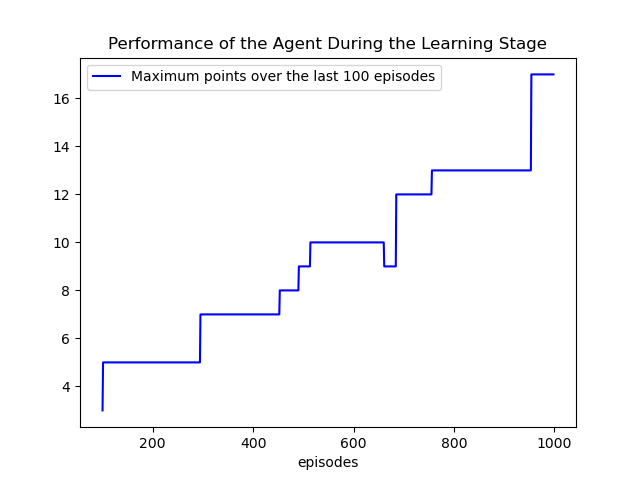 Performance of the Agent During the Learning Stage
Maximum points over the last 100 episodes
16
14
12
10
8
6
4
200 400 600 800 1000
episodes